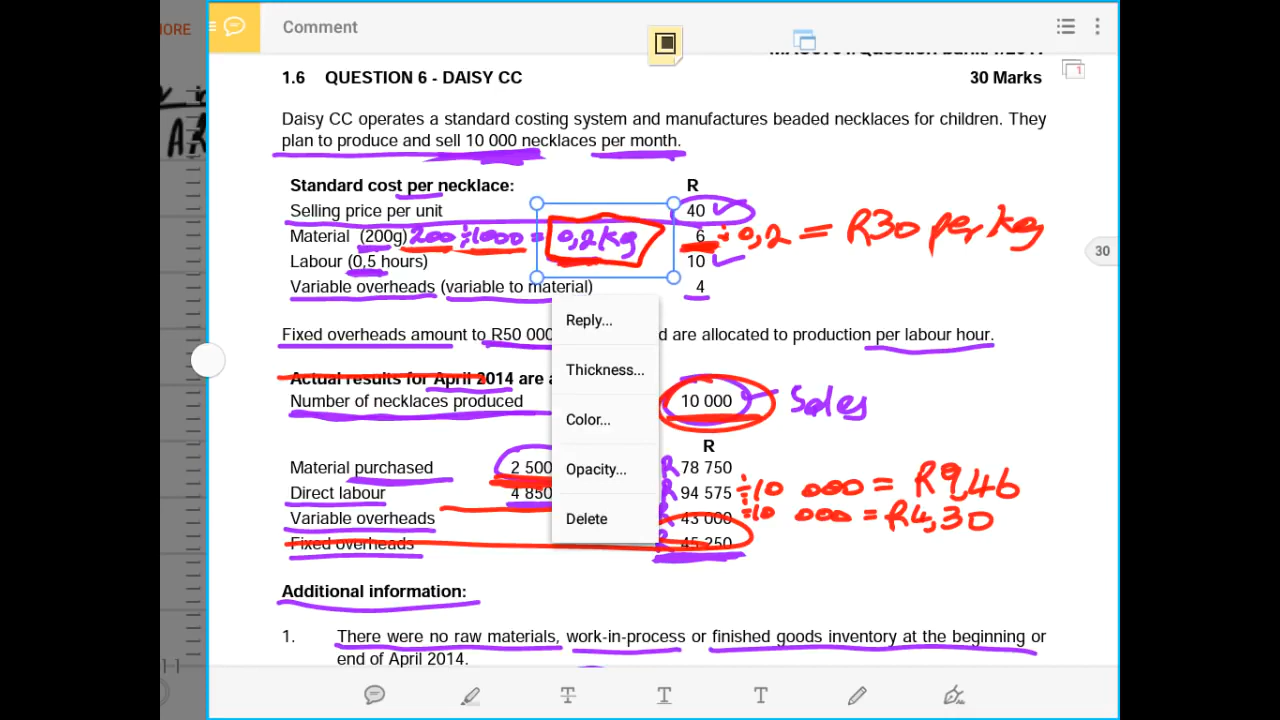 ORE
Comment
1.6 QUESTION 6 - DAISY CC 30 Marks
Daisy CC operates a standard costing system and manufactures beaded necklaces for children. They
plan to produce and sell 10 000 necklaces per month.
Standard cost per necklace: R
Selling price per unit 40
Material (200g) 200 ÷ 1000 = 0,2 kg 6 ÷ 0,2 = R30 per kg
Labour (0,5 hours) 10
Variable overheads (variable to material) 4
30
Fixed overheads amount to R50 000 d are allocated to production per labour hour.
Actual results for April 2014 are a
Number of necklaces produced 10 000 Sales
R
Material purchased 2 500 R 78 750
Direct labour 4 850 R 94 575 ÷10 000 = R9,46
Variable overheads R 43 000 ÷10 000 = R4,30
Fixed overheads R 45 250
Reply...
Thickness...
Color...
Opacity...
Delete
Additional information:
1. There were no raw materials, work-in-process or finished goods inventory at the beginning or
end of April 2014.